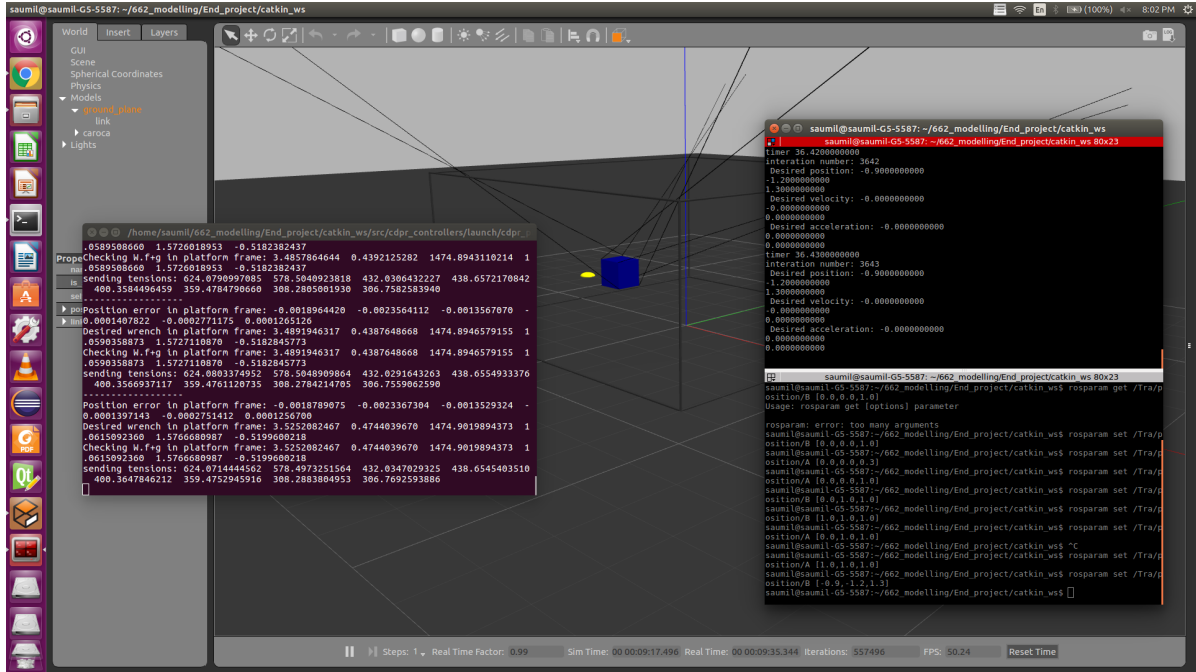 saumil@saumil-G5-5587: ~/662_modelling/End_project/catkin_ws
En
(100%)
8:02 PM
World
Insert
Layers
GUI
Scene
Spherical Coordinates
Physics
Models
ground_plane
link
caroca
Lights
Prope
na
is_
sel
link
/home/saumil/662_modelling/End_project/catkin_ws/src/cdpr_controllers/launch/cdpr_
.0589508660  1.5726018953  -0.5182382437
Checking W.f+g in platform frame: 3.4857864644  0.4392125282  1474.8943110214  1
.0589508660  1.5726018953  -0.5182382437
sending tensions: 624.0790997085  578.5040923818  432.0306432227  438.6572170842
400.3584496459  359.4784790660  308.2805001930  306.7582583940
------------------
Position error in platform frame: -0.0018964420  -0.0023564112  -0.0013567070  -
0.0001407822  -0.0002771175  0.0001265126
Desired wrench in platform frame: 3.4891946317  0.4387648668  1474.8946579155  1
.0590358873  1.5727110870  -0.5182845773
Checking W.f+g in platform frame: 3.4891946317  0.4387648668  1474.8946579155  1
.0590358873  1.5727110870  -0.5182845773
sending tensions: 624.0803374952  578.5048909864  432.0291643263  438.6554933376
400.3566937117  359.4761120735  308.2784214705  306.7559062590
------------------
Position error in platform frame: -0.0018789075  -0.0023367304  -0.0013529324  -
0.0001397143  -0.0002751412  0.0001256700
Desired wrench in platform frame: 3.5252082467  0.4744039670  1474.9019894373  1
.0615092360  1.5766680987  -0.5199600218
Checking W.f+g in platform frame: 3.5252082467  0.4744039670  1474.9019894373  1
.0615092360  1.5766680987  -0.5199600218
sending tensions: 624.0714444562  578.4973251564  432.0347029325  438.6545403510
400.3647846212  359.4752945916  308.2883804953  306.7692593886
saumil@saumil-G5-5587: ~/662_modelling/End_project/catkin_ws
saumil@saumil-G5-5587: ~/662_modelling/End_project/catkin_ws 80x23
timer 36.4200000000
interation number: 3642
Desired position: -0.9000000000
-1.2000000000
1.3000000000
Desired velocity: -0.0000000000
-0.0000000000
0.0000000000
Desired acceleration: -0.0000000000
0.0000000000
0.0000000000
timer 36.4300000000
interation number: 3643
Desired position: -0.9000000000
-1.2000000000
1.3000000000
Desired velocity: -0.0000000000
-0.0000000000
0.0000000000
Desired acceleration: -0.0000000000
0.0000000000
0.0000000000
saumil@saumil-G5-5587: ~/662_modelling/End_project/catkin_ws 80x23
saumil@saumil-G5-5587:~/662_modelling/End_project/catkin_ws$ rosparam get /Tra/p
osition/B [0.0,0.0,1.0]
Usage: rosparam get [options] parameter
rosparam: error: too many arguments
saumil@saumil-G5-5587:~/662_modelling/End_project/catkin_ws$ rosparam set /Tra/p
osition/B [0.0,0.0,1.0]
saumil@saumil-G5-5587:~/662_modelling/End_project/catkin_ws$ rosparam set /Tra/p
osition/A [0.0,0.0,0.3]
saumil@saumil-G5-5587:~/662_modelling/End_project/catkin_ws$ rosparam set /Tra/p
osition/A [0.0,0.0,1.0]
saumil@saumil-G5-5587:~/662_modelling/End_project/catkin_ws$ rosparam set /Tra/p
osition/B [0.0,1.0,1.0]
saumil@saumil-G5-5587:~/662_modelling/End_project/catkin_ws$ rosparam set /Tra/p
osition/B [1.0,1.0,1.0]
saumil@saumil-G5-5587:~/662_modelling/End_project/catkin_ws$ rosparam set /Tra/p
osition/A [0.0,1.0,1.0]
saumil@saumil-G5-5587:~/662_modelling/End_project/catkin_ws$ ^C
saumil@saumil-G5-5587:~/662_modelling/End_project/catkin_ws$ rosparam set /Tra/p
osition/A [1.0,1.0,1.0]
saumil@saumil-G5-5587:~/662_modelling/End_project/catkin_ws$ rosparam set /Tra/p
osition/B [-0.9,-1.2,1.3]
saumil@saumil-G5-5587:~/662_modelling/End_project/catkin_ws$
Steps: 1 Real Time Factor: 0.99 Sim Time: 00 00:09:17.496 Real Time: 00 00:09:35.344 Iterations: 557496 FPS: 50.24 Reset Time